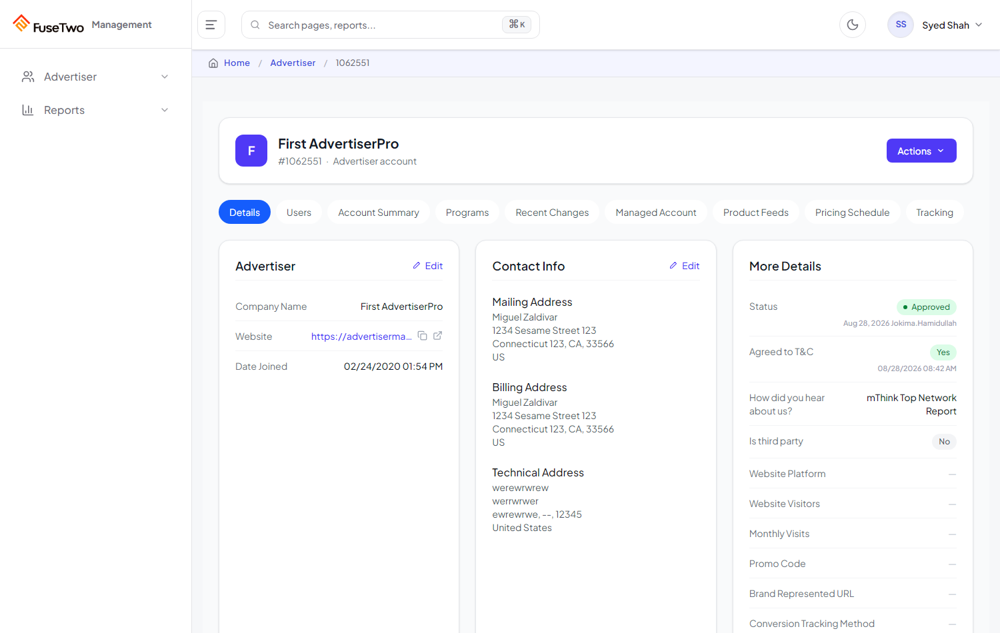 FuseTwo Management
Search pages, reports...
⌘K
SS
Syed Shah
Home / Advertiser / 1062551
Advertiser
Reports
F
First AdvertiserPro
#1062551 · Advertiser account
Actions
Details
Users
Account Summary
Programs
Recent Changes
Managed Account
Product Feeds
Pricing Schedule
Tracking
Advertiser
Edit
Company Name
First AdvertiserPro
Website
https://advertiserma...
Date Joined
02/24/2020 01:54 PM
Contact Info
Edit
Mailing Address
Miguel Zaldivar
1234 Sesame Street 123
Connecticut 123, CA, 33566
US
Billing Address
Miguel Zaldivar
1234 Sesame Street 123
Connecticut 123, CA, 33566
US
Technical Address
werewrwrew
werrwrwer
ewrewrwe, --, 12345
United States
More Details
Status
Approved
Aug 28, 2026 Jokima.Hamidullah
Agreed to T&C
Yes
08/28/2026 08:42 AM
How did you hear
about us?
mThink Top Network
Report
Is third party
No
Website Platform
—
Website Visitors
—
Monthly Visits
—
Promo Code
—
Brand Represented URL
—
Conversion Tracking Method
—